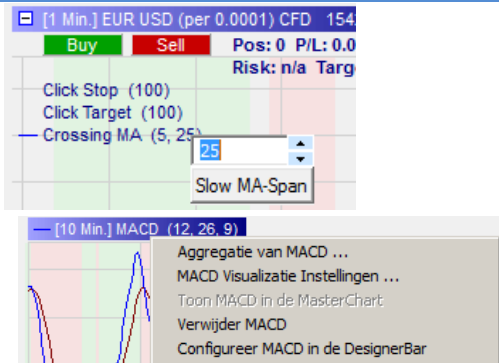 [1 Min.] EUR USD (per 0.0001) CFD 154
Buy Sell Pos: 0 P/L: 0.0
Risk: n/a Targ
Click Stop (100)
Click Target (100)
Crossing MA (5, 25)
25
Slow MA-Span
[10 Min.] MACD (12, 26, 9)
Aggregatie van MACD ...
MACD Visualizatie Instellingen ...
Toon MACD in de MasterChart
Verwijder MACD
Configureer MACD in de DesignerBar